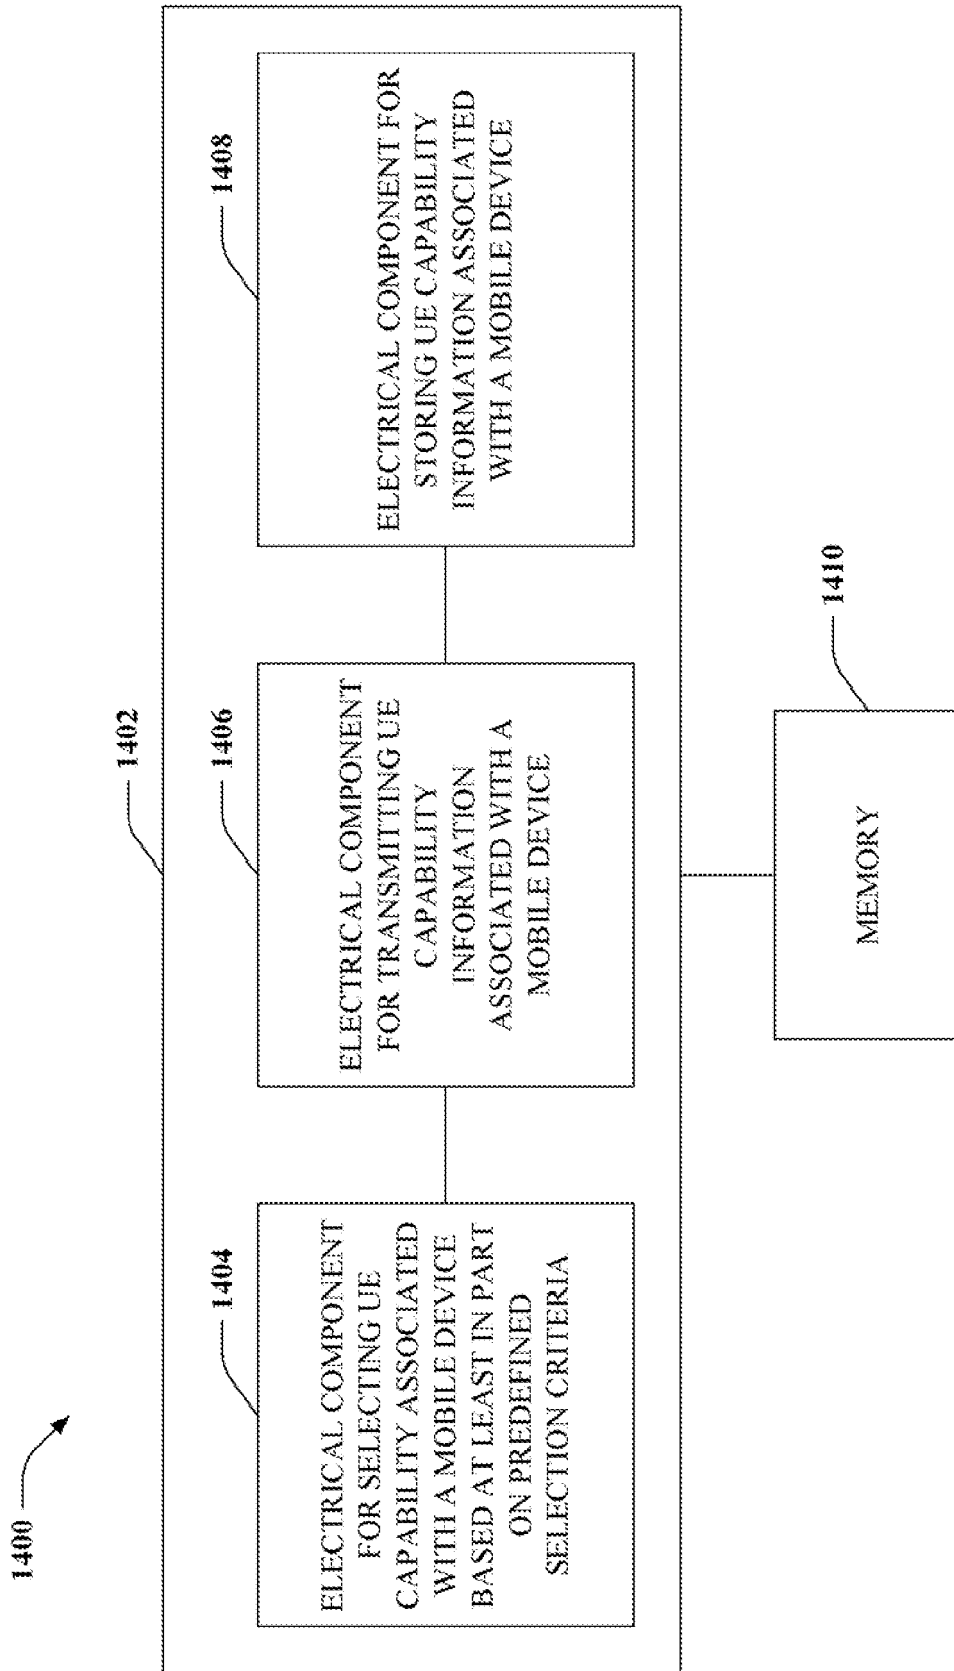 1400
1402
1404
ELECTRICAL COMPONENT
FOR SELECTING UE
CAPABILITY ASSOCIATED
WITH A MOBILE DEVICE
BASED AT LEAST IN PART
ON PREDEFINED
SELECTION CRITERIA
1406
ELECTRICAL COMPONENT
FOR TRANSMITTING UE
CAPABILITY
INFORMATION
ASSOCIATED WITH A
MOBILE DEVICE
1408
ELECTRICAL COMPONENT FOR
STORING UE CAPABILITY
INFORMATION ASSOCIATED
WITH A MOBILE DEVICE
1410
MEMORY